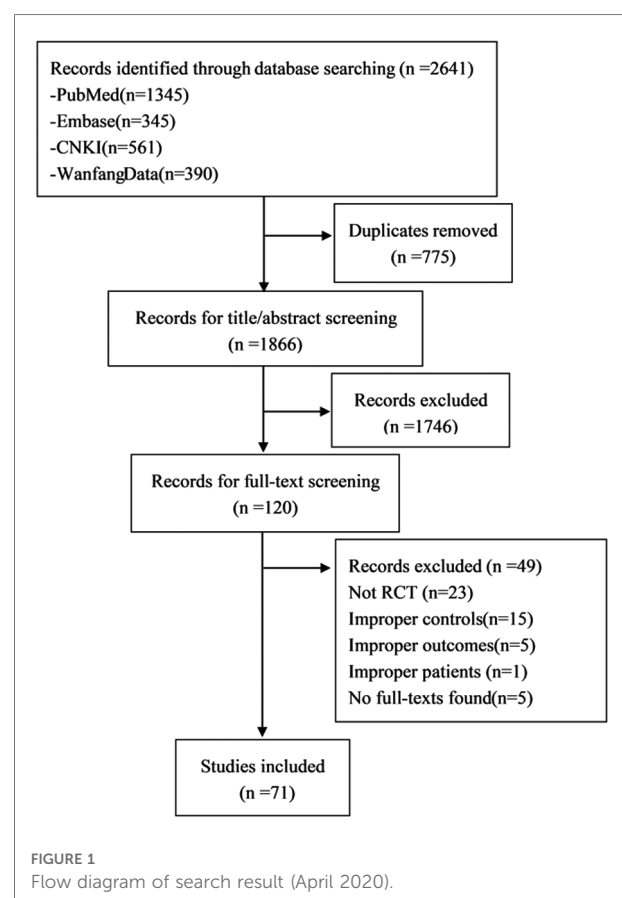 Records identified through database searching (n =2641)
-PubMed(n=1345)
-Embase(n=345)
-CNKI(n=561)
-WanfangData(n=390)
Duplicates removed
(n =775)
Records for title/abstract screening
(n =1866)
Records excluded
(n =1746)
Records for full-text screening
(n =120)
Records excluded (n =49)
Not RCT (n=23)
Improper controls(n=15)
Improper outcomes(n=5)
Improper patients (n=1)
No full-texts found(n=5)
Studies included
(n =71)
FIGURE 1
Flow diagram of search result (April 2020).